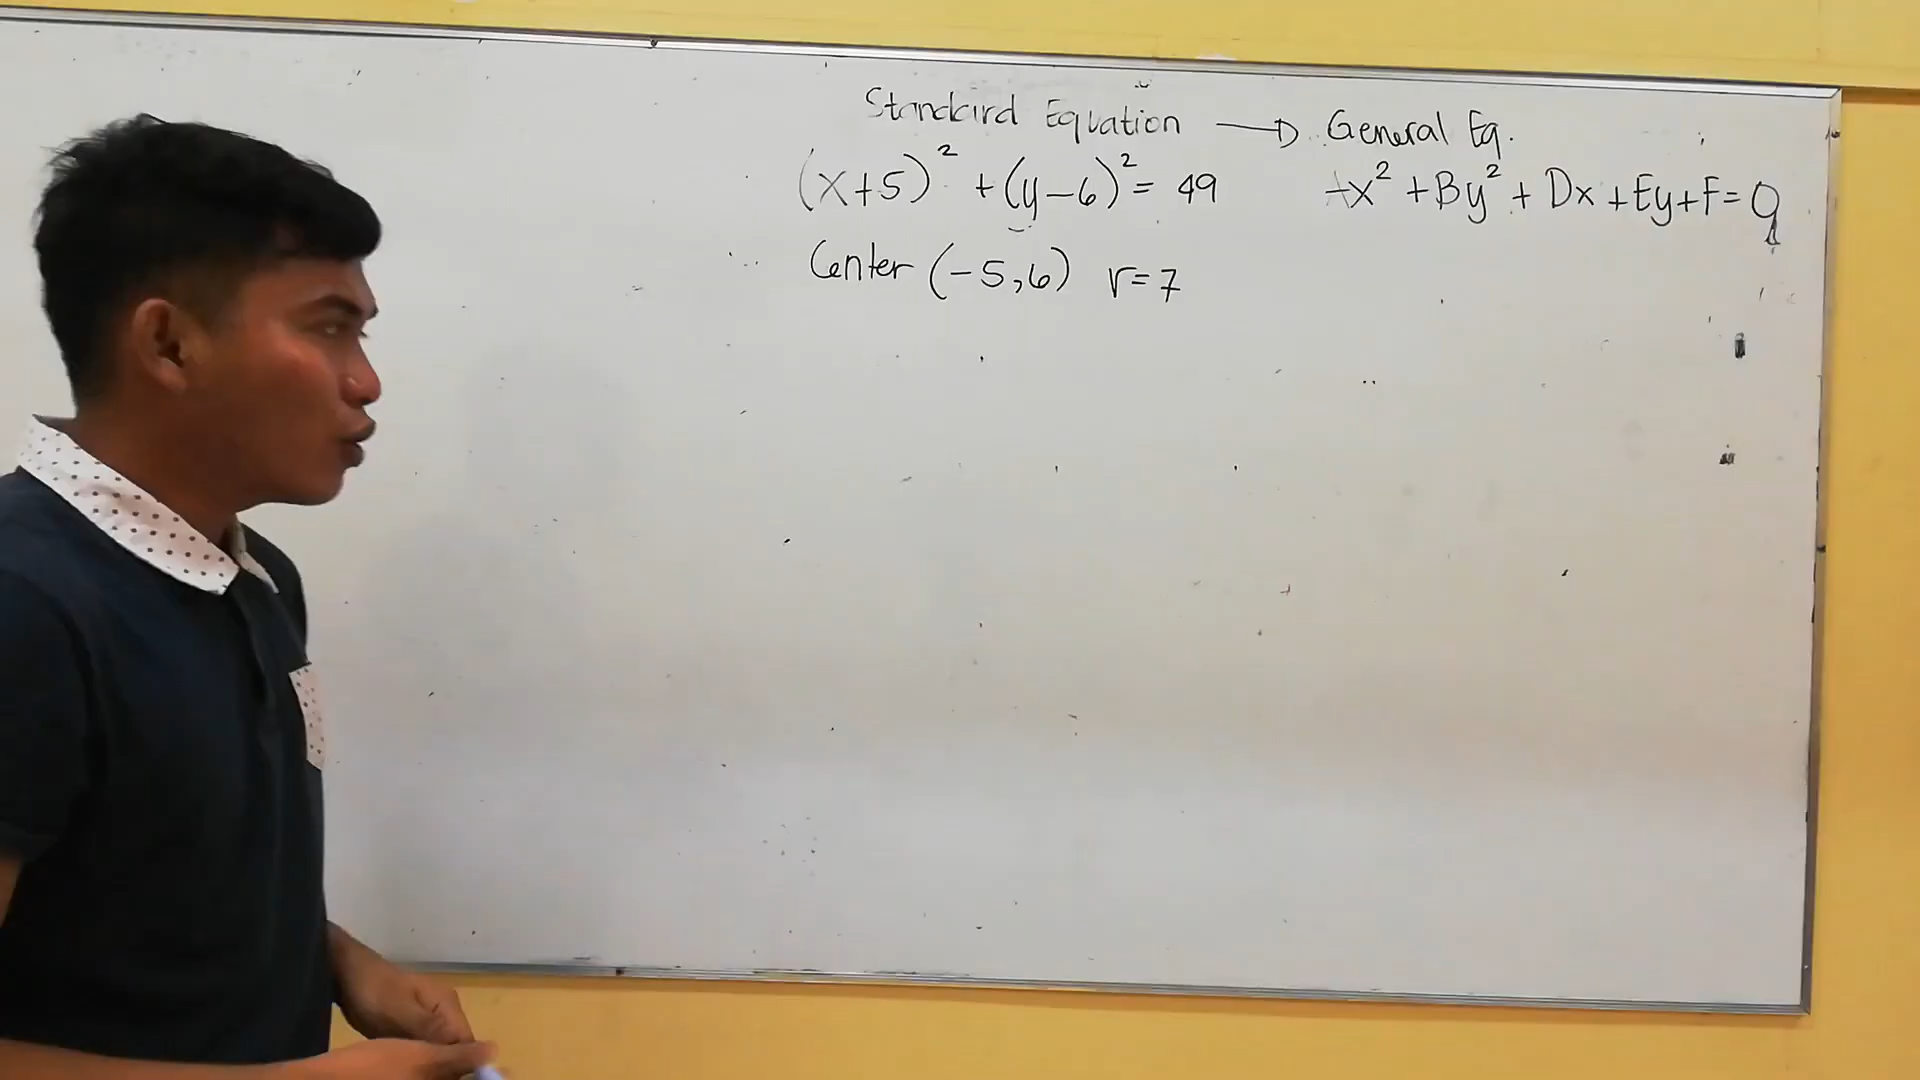 Standard Equation → General Eq.
(x+5)² + (y-6)² = 49 Ax² + By² + Dx + Ey + F = 0
Center (-5,6) r=7